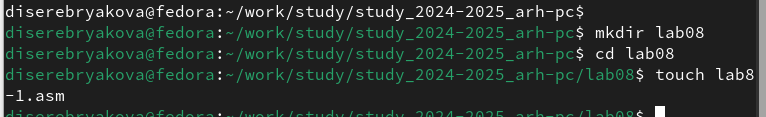 diserebryakova@fedora:~/work/study/study_2024-2025_arh-pc$
diserebryakova@fedora:~/work/study/study_2024-2025_arh-pc$ mkdir lab08
diserebryakova@fedora:~/work/study/study_2024-2025_arh-pc$ cd lab08
diserebryakova@fedora:~/work/study/study_2024-2025_arh-pc/lab08$ touch lab8
-1.asm
diserebryakova@fedora:~/work/study/study_2024-2025_arh-pc/lab08$